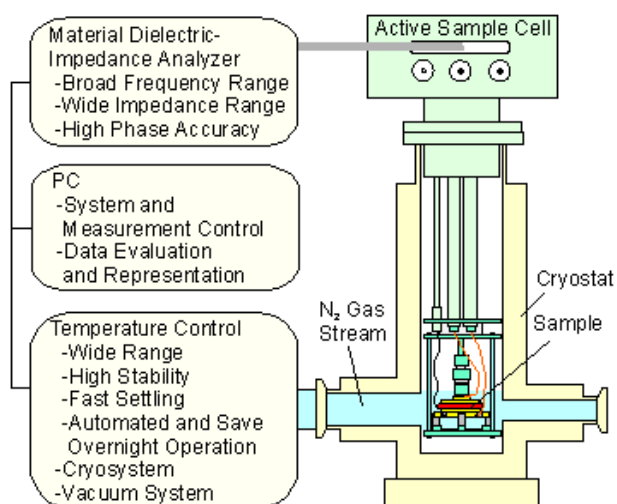 Material Dielectric-
Impedance Analyzer
-Broad Frequency Range
-Wide Impedance Range
-High Phase Accuracy
PC
-System and
Measurement Control
-Data Evaluation
and Representation
Temperature Control
-Wide Range
-High Stability
-Fast Settling
-Automated and Save
Overnight Operation
-Cryosystem
-Vacuum System
Active Sample Cell
N₂ Gas
Stream
Cryostat
Sample